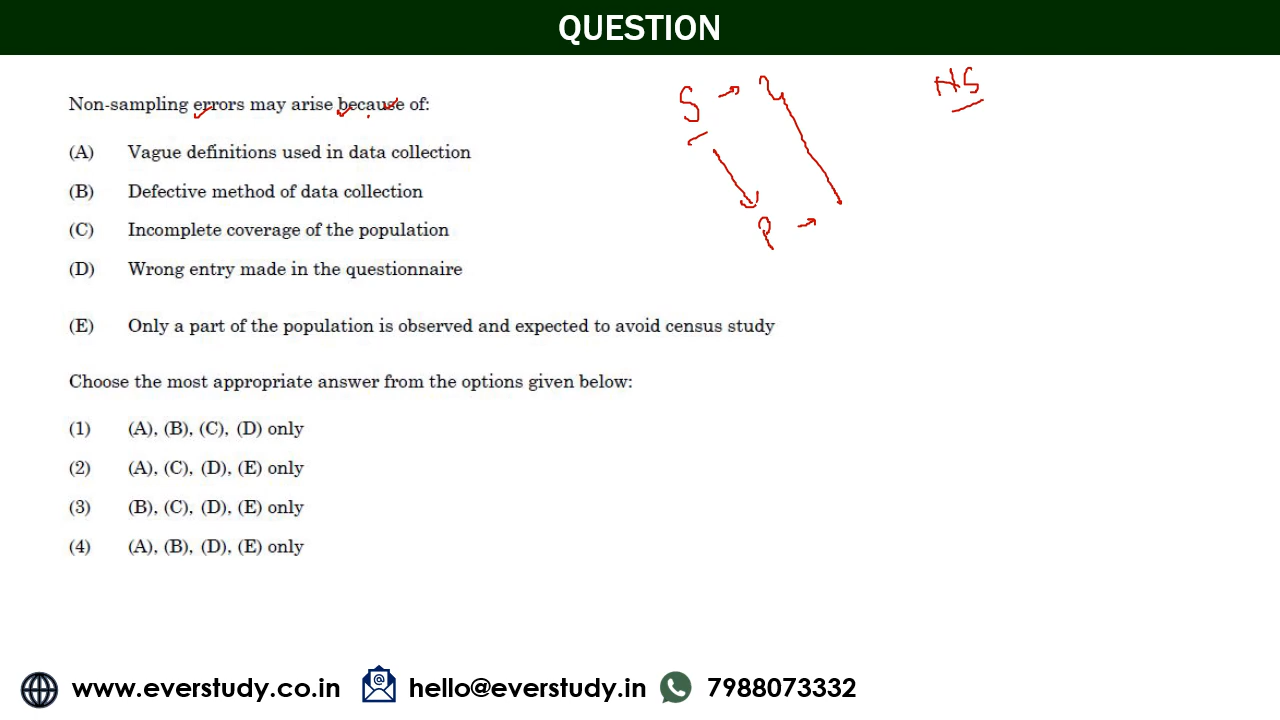 QUESTION
Non-sampling errors may arise because of:
S → 
NS
(A) Vague definitions used in data collection
(B) Defective method of data collection
(C) Incomplete coverage of the population
P →
(D) Wrong entry made in the questionnaire
(E) Only a part of the population is observed and expected to avoid census study
Choose the most appropriate answer from the options given below:
(1) (A), (B), (C), (D) only
(2) (A), (C), (D), (E) only
(3) (B), (C), (D), (E) only
(4) (A), (B), (D), (E) only
www.everstudy.co.in hello@everstudy.in 7988073332